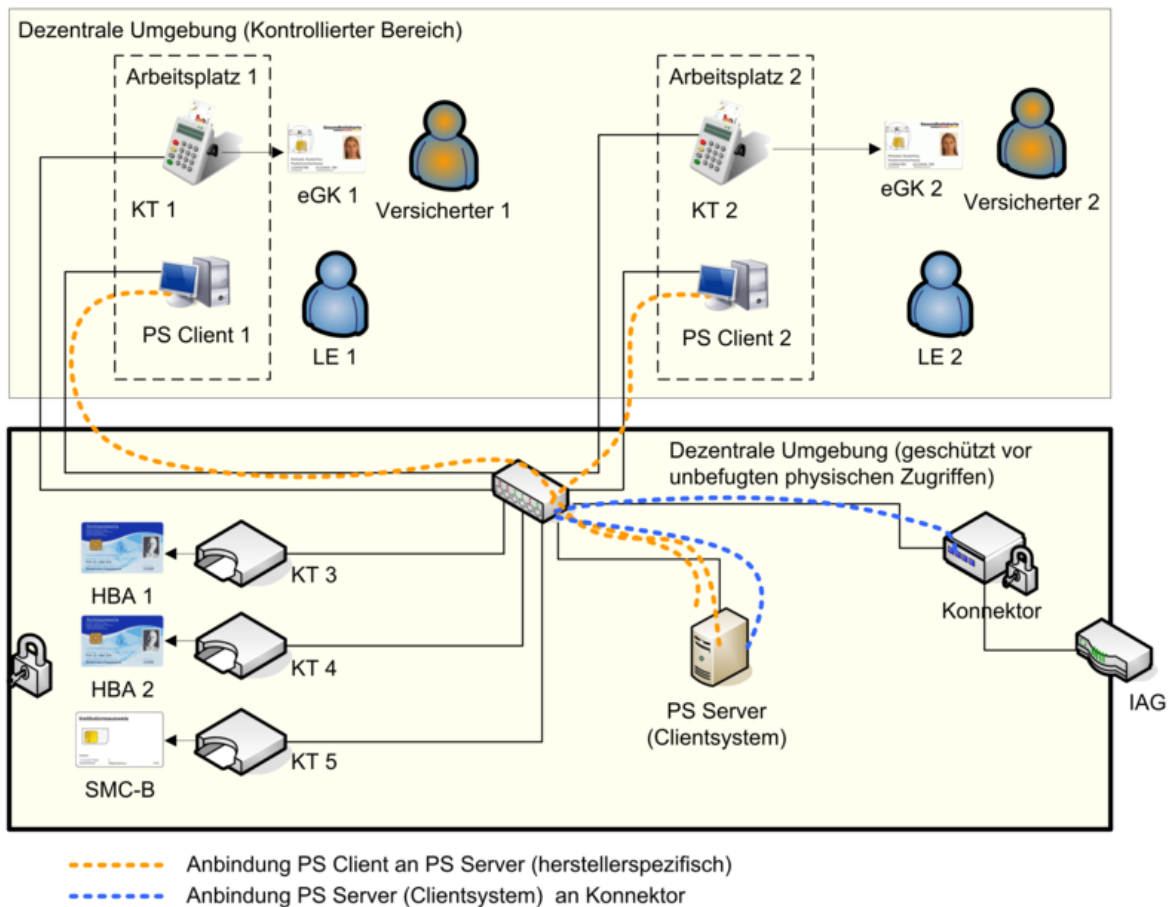 Dezentrale Umgebung (Kontrollierter Bereich)
Arbeitsplatz 1
Arbeitsplatz 2
Gesundheitskarte
Gesundheitskarte
eGK 1
eGK 2
KT 1
Versicherter 1
KT 2
Versicherter 2
PS Client 1
LE 1
PS Client 2
LE 2
Dezentrale Umgebung (geschützt vor
unbefugten physischen Zugriffen)
HBA 1
KT 3
Konnektor
HBA 2
KT 4
PS Server
(Clientsystem)
IAG
Institutionsausweis
SMC-B
KT 5
Anbindung PS Client an PS Server (herstellerspezifisch)
Anbindung PS Server (Clientsystem) an Konnektor